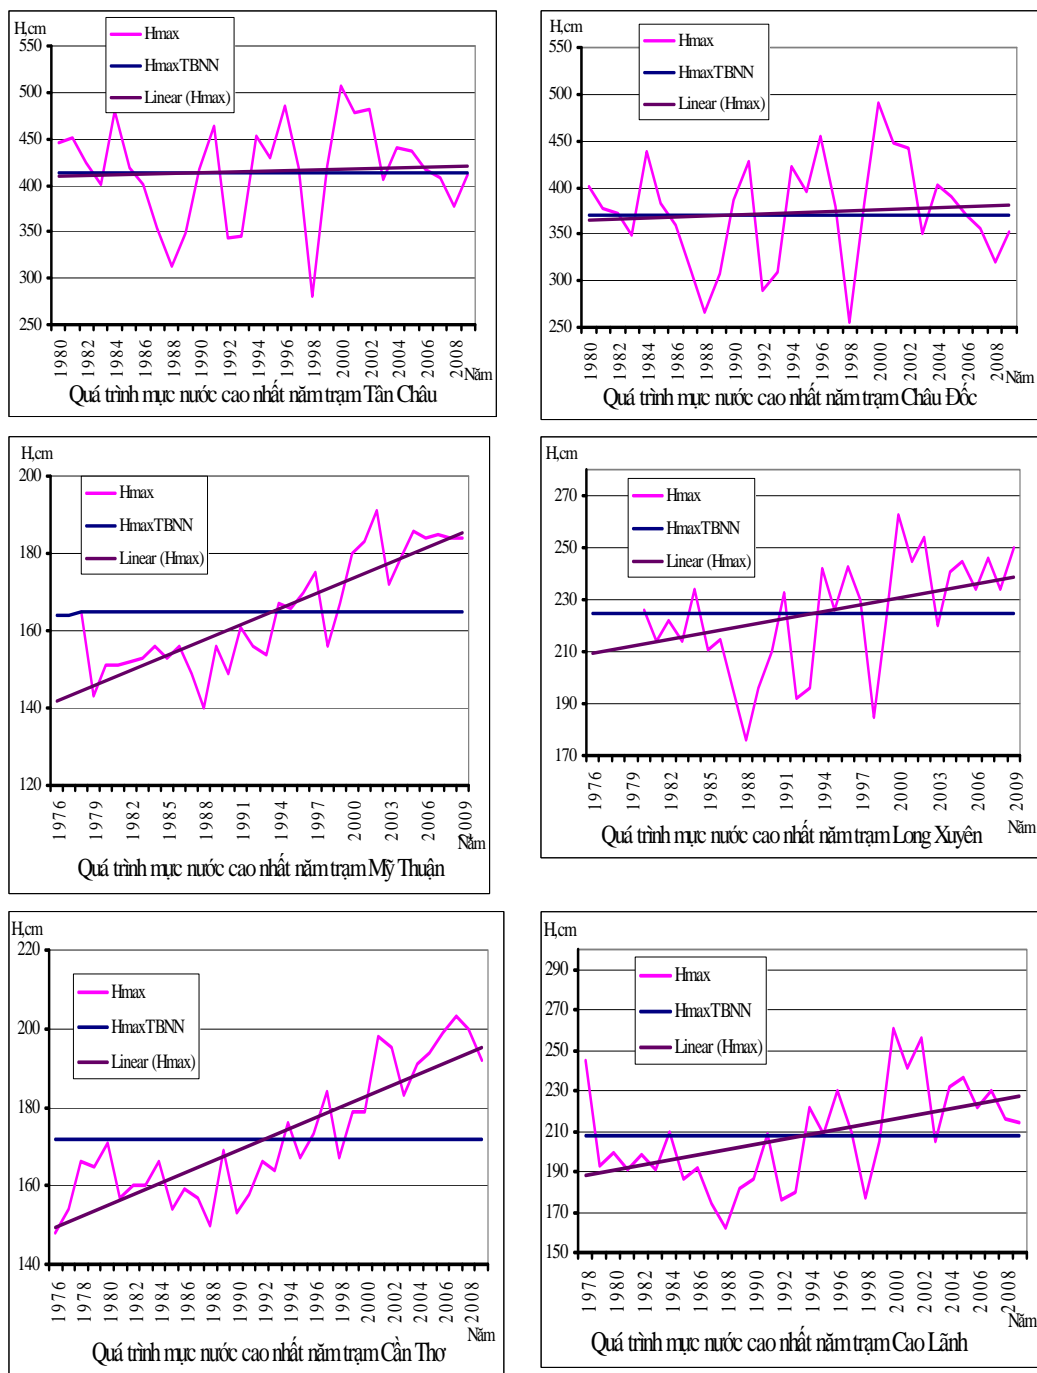 H,cm
550
500
450
400
350
300
250
Hmax
HmaxTBNN
Linear (Hmax)
1980 1982 1984 1986 1988 1990 1992 1994 1996 1998 2000 2002 2004 2006 2008
Năm
Quá trình mực nước cao nhất năm trạm Tân Châu
H,cm
550
500
450
400
350
300
250
Hmax
HmaxTBNN
Linear (Hmax)
1980 1982 1984 1986 1988 1990 1992 1994 1996 1998 2000 2002 2004 2006 2008
Năm
Quá trình mực nước cao nhất năm trạm Châu Đốc
H,cm
200
180
160
140
120
Hmax
HmaxTBNN
Linear (Hmax)
1976 1979 1982 1985 1988 1991 1994 1997 2000 2003 2006 2009
Năm
Quá trình mực nước cao nhất năm trạm Mỹ Thuận
H,cm
270
250
230
210
190
170
Hmax
HmaxTBNN
Linear (Hmax)
1976 1979 1982 1985 1988 1991 1994 1997 2000 2003 2006 2009
Quá trình mực nước cao nhất năm trạm Long Xuyên
H,cm
220
200
180
160
140
Hmax
HmaxTBNN
Linear (Hmax)
1976 1978 1980 1982 1984 1986 1988 1990 1992 1994 1996 1998 2000 2002 2004 2006 2008
Năm
Quá trình mực nước cao nhất năm trạm Cần Thơ
H,cm
290
270
250
230
210
190
170
150
Hmax
HmaxTBNN
Linear (Hmax)
1978 1980 1982 1984 1986 1988 1990 1992 1994 1996 1998 2000 2002 2004 2006 2008
Năm
Quá trình mực nước cao nhất năm trạm Cao Lãnh